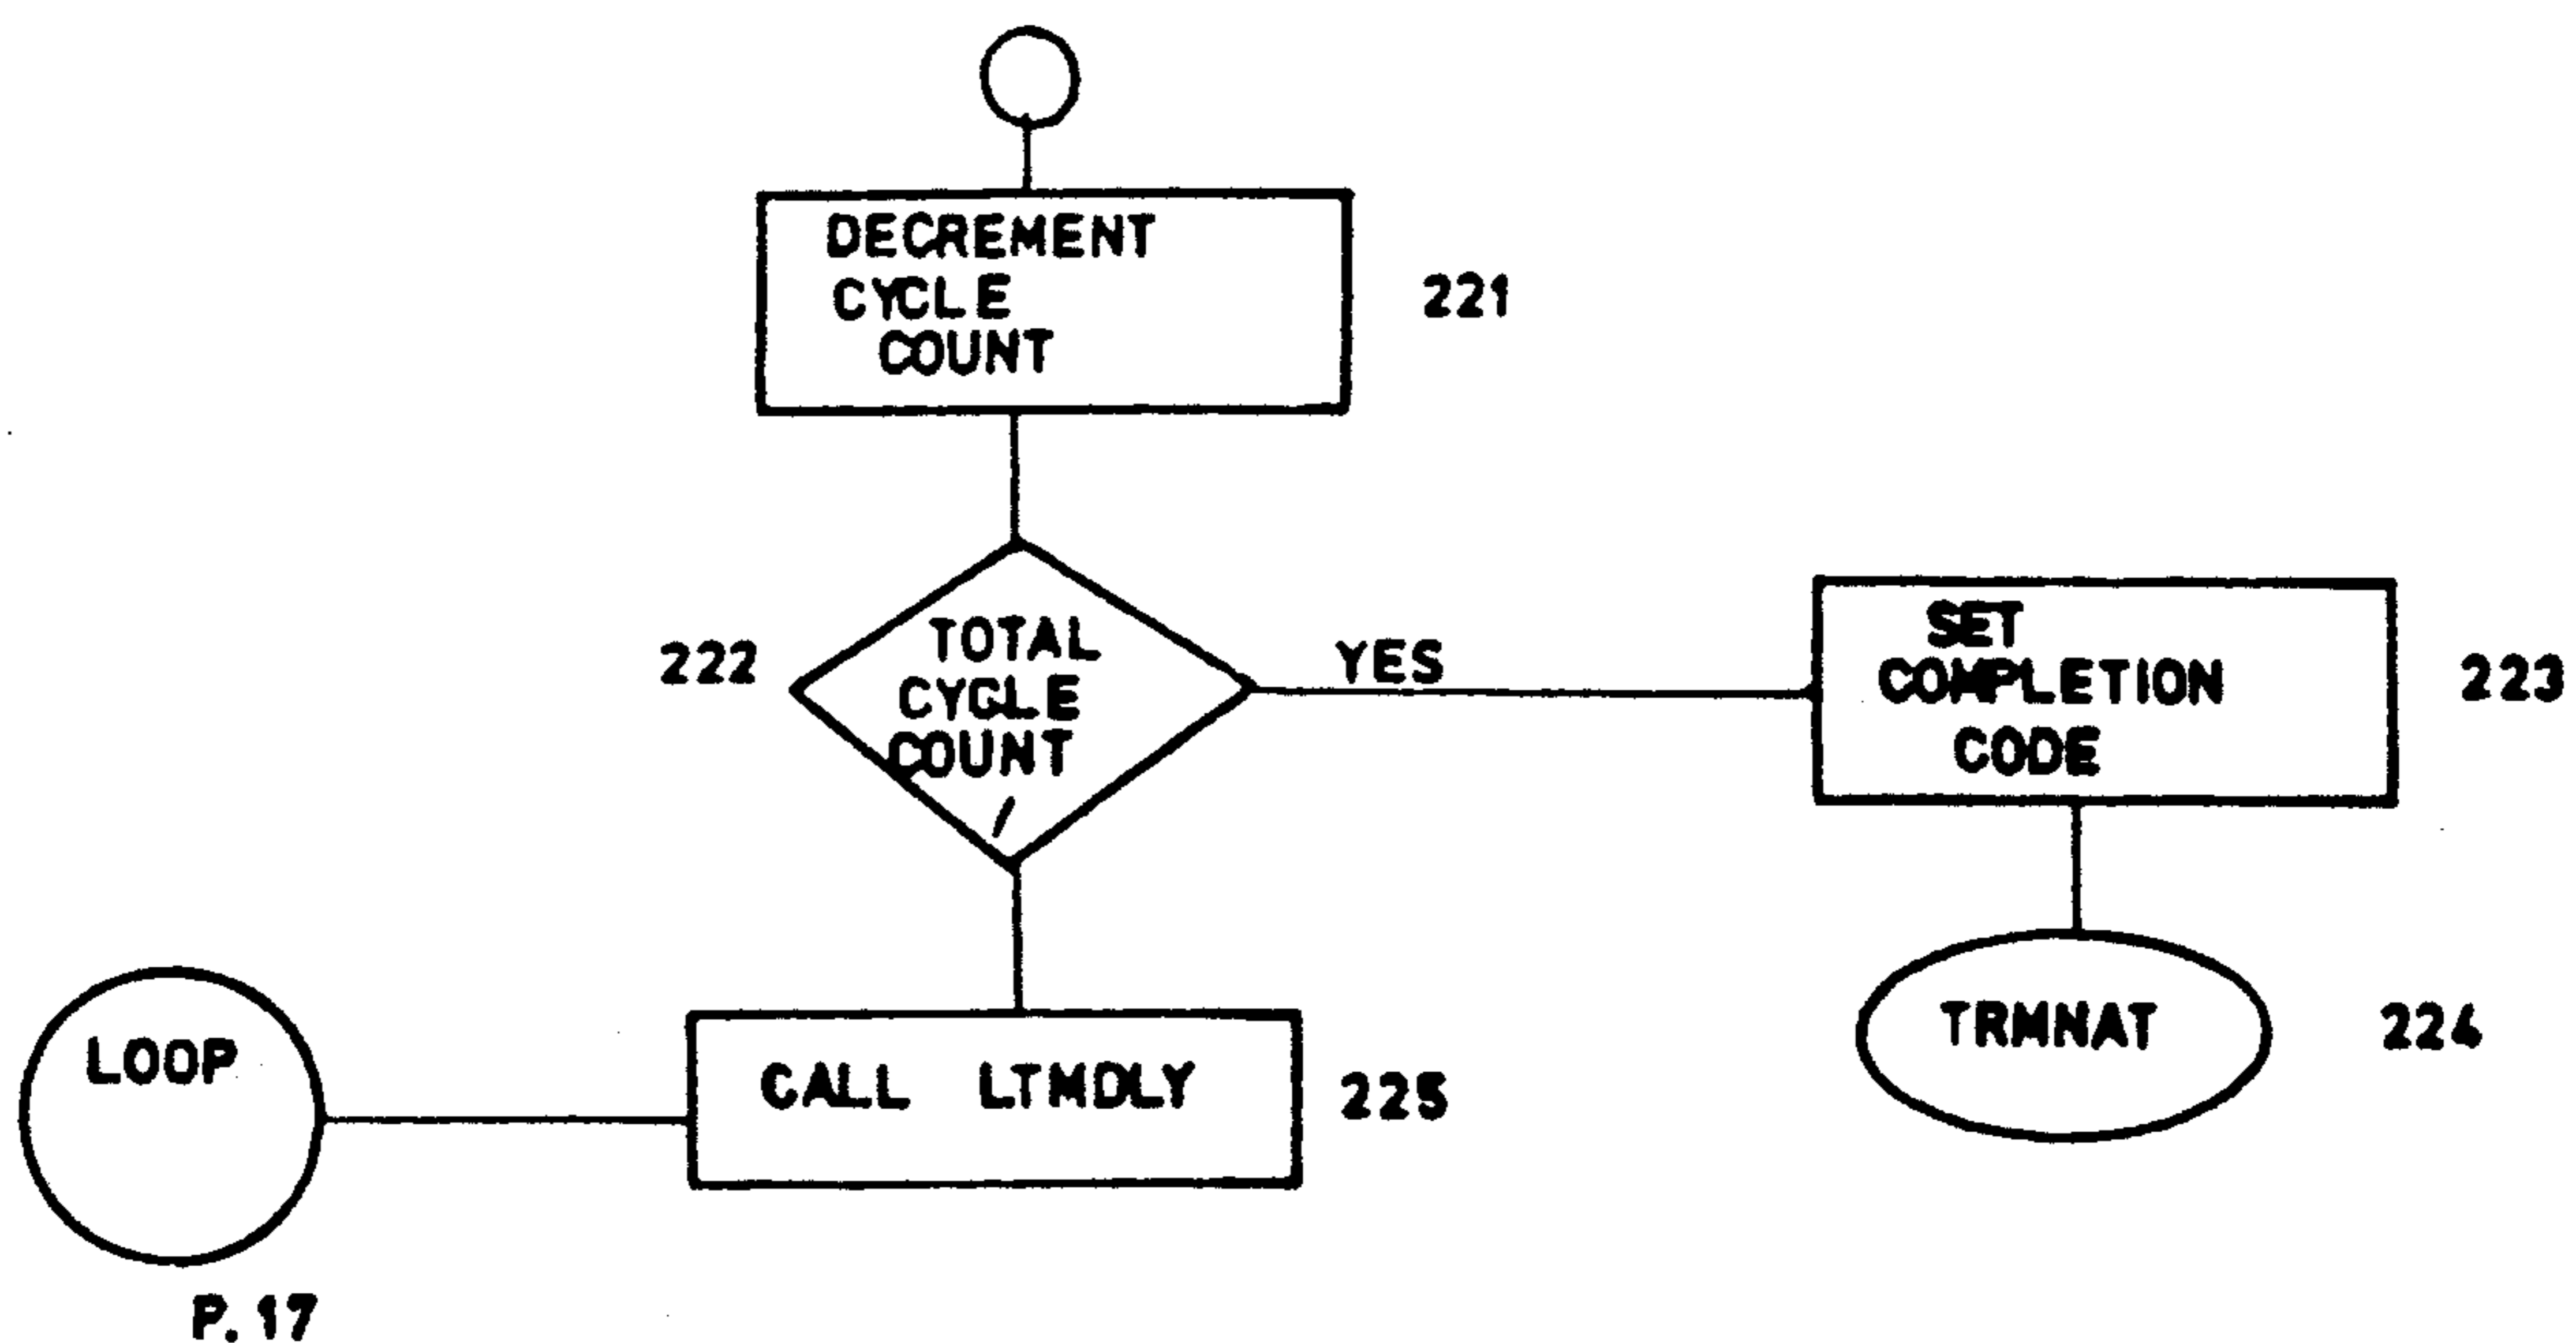 DECREMENT
CYCLE
COUNT
221
TOTAL
CYCLE
COUNT
222
YES
SET
COMPLETION
CODE
223
TRMNAT
224
LOOP
CALL LTMDLY
225
P. 17